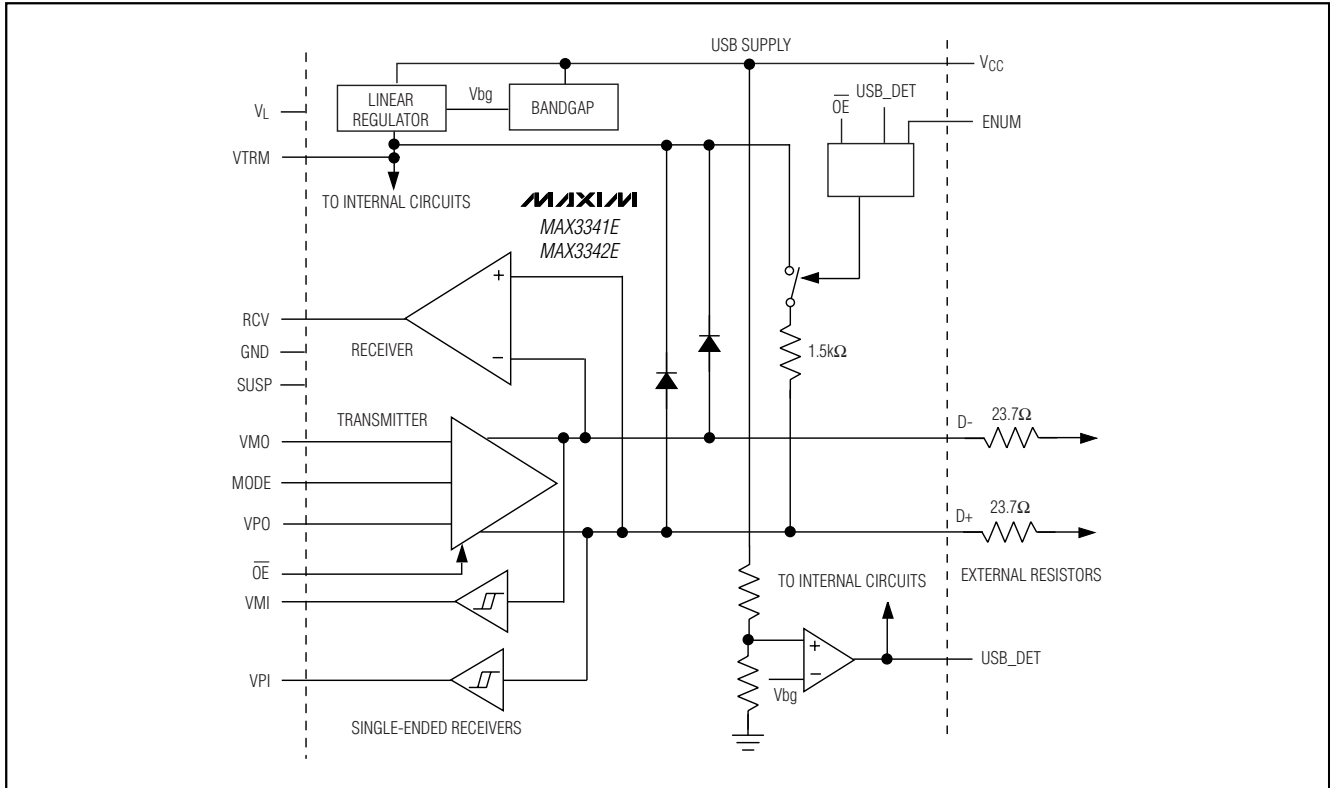 USB SUPPLY
VCC
LINEAR
REGULATOR
Vbg
BANDGAP
OE
USB_DET
VL
ENUM
VTRM
TO INTERNAL CIRCUITS
MAXIM
MAX3341E
MAX3342E
+
RCV
RECEIVER
GND
−
1.5kΩ
SUSP
TRANSMITTER
VMO
D-
23.7Ω
MODE
VPO
D+
23.7Ω
OE
TO INTERNAL CIRCUITS
EXTERNAL RESISTORS
VMI
+
USB_DET
−
VPI
Vbg
SINGLE-ENDED RECEIVERS